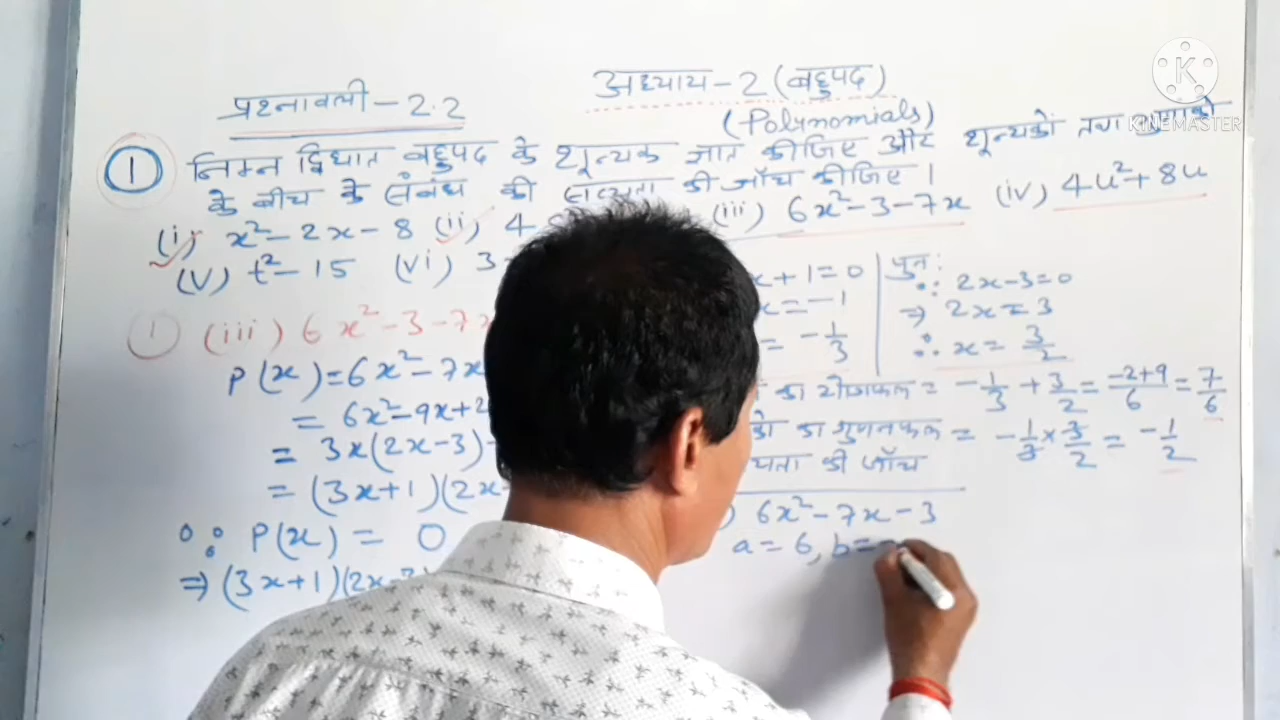 K
KINEMASTER
प्रश्नावली - 2.2
अध्याय - 2 (बहुपद)
(Polynomials)
① निम्न द्विघात बहुपद के शून्यक ज्ञात कीजिए और शून्यकों तथा
के बीच के संबंध की सत्यता की जाँच कीजिए।
(i) x² - 2x - 8 (ii) 4 (iii) 6x² - 3 - 7x (iv) 4u² + 8u
(v) t² - 15 (vi) 3
① (iii) 6x² - 3 - 7x
P(x) = 6x² - 7x
= 6x² - 9x + 2
= 3x(2x - 3)
= (3x + 1)(2x -
∵ P(x) = 0
⇒ (3x + 1)(2x - 3
x + 1 = 0
x = -1
= -1/3
पुनः
∵ 2x - 3 = 0
⇒ 2x = 3
∴ x = 3/2
का योगफल = -1/3 + 3/2 = (-2+9)/6 = 7/6
का गुणनफल = -1/3 × 3/2 = -1/2
की जाँच
) 6x² - 7x - 3
a = 6, b = -